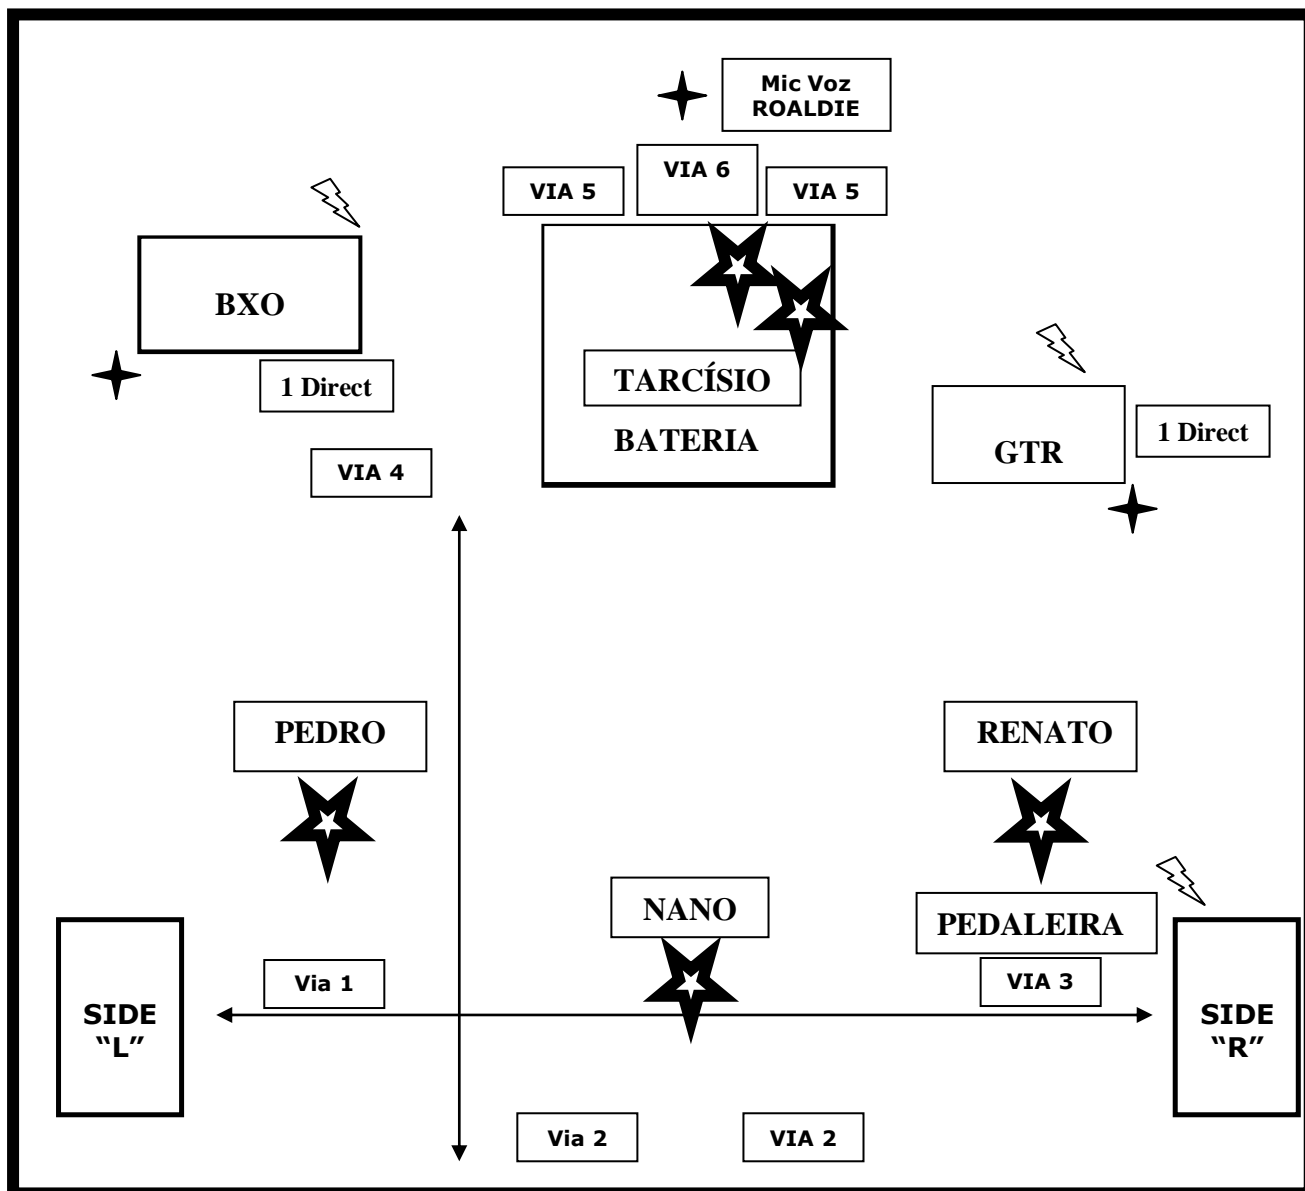 Mic Voz
ROALDIE
VIA 5
VIA 6
VIA 5
BXO
1 Direct
TARCÍSIO
BATERIA
1 Direct
GTR
VIA 4
PEDRO
RENATO
NANO
PEDALEIRA
Via 1
VIA 3
SIDE
“L”
SIDE
“R”
Via 2
VIA 2